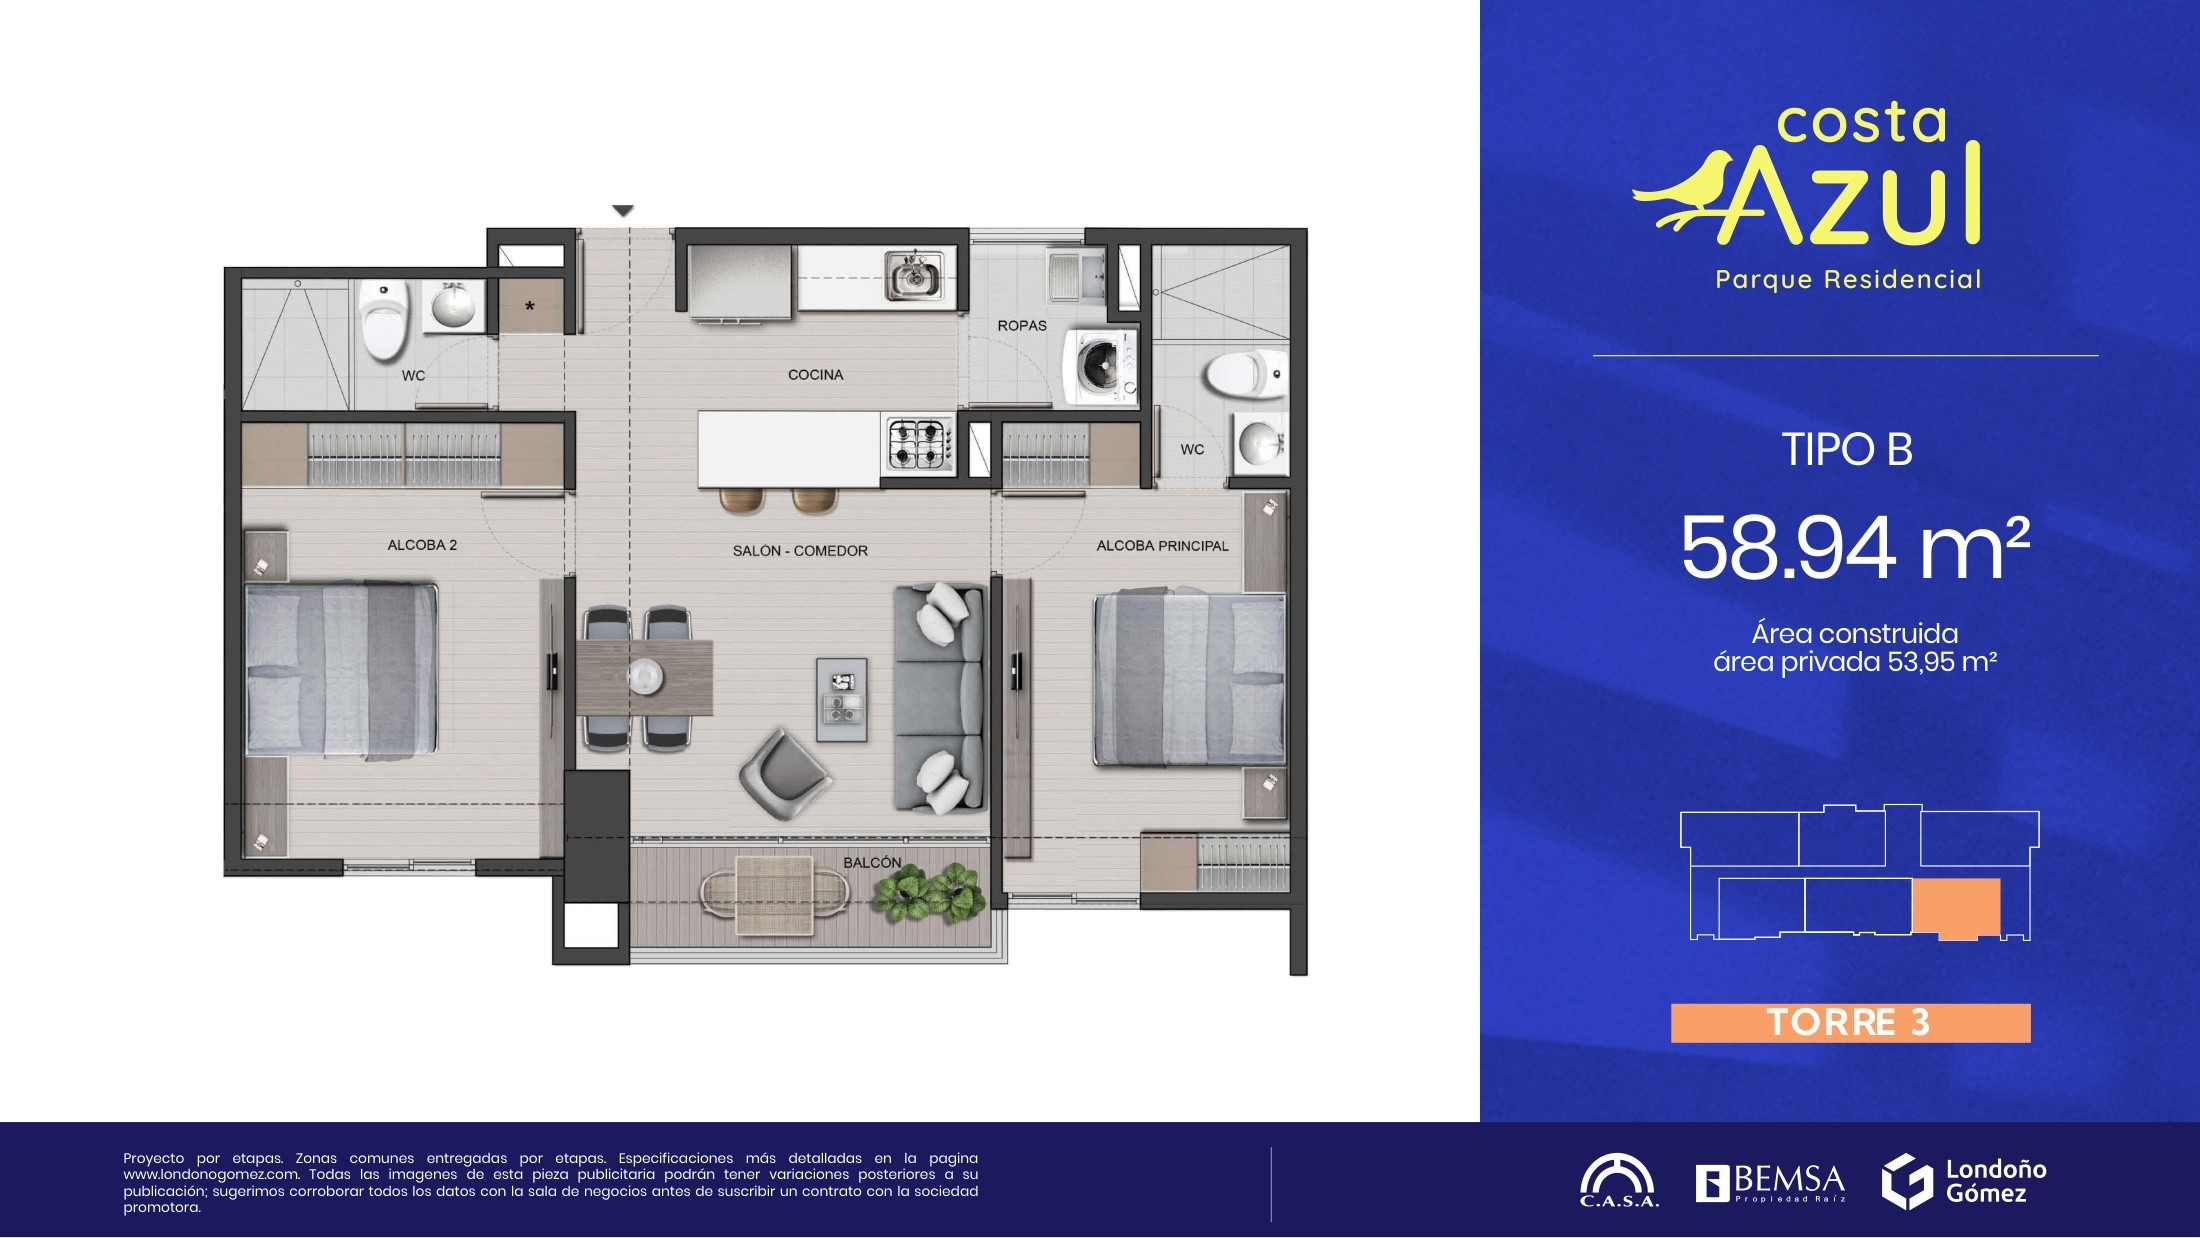 *
WC
ROPAS
COCINA
WC
ALCOBA 2
SALÓN - COMEDOR
ALCOBA PRINCIPAL
BALCÓN
costa
Azul
Parque Residencial
TIPO B
58.94 m²
Área construida
área privada 53,95 m²
TORRE 3
Proyecto por etapas. Zonas comunes entregadas por etapas. Especificaciones más detalladas en la pagina
www.londonogomez.com. Todas las imagenes de esta pieza publicitaria podrán tener variaciones posteriores a su
publicación; sugerimos corroborar todos los datos con la sala de negocios antes de suscribir un contrato con la sociedad
promotora.
C.A.S.A.
BEMSA
Propiedad Raíz
Londoño
Gómez